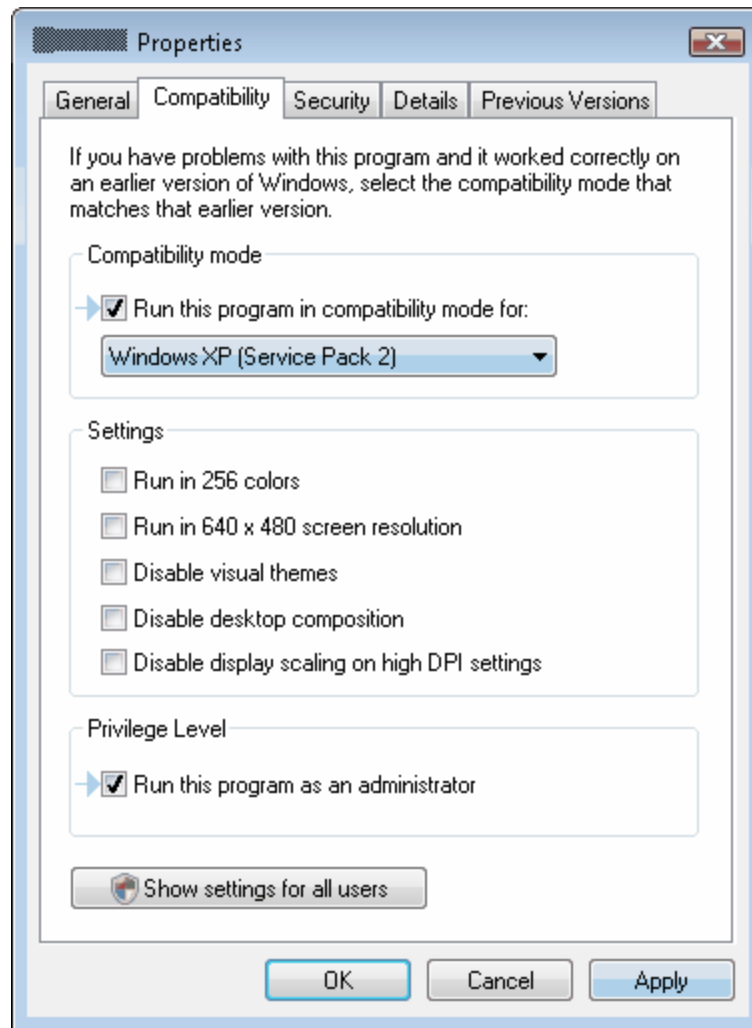 Properties
General Compatibility Security Details Previous Versions
If you have problems with this program and it worked correctly on
an earlier version of Windows, select the compatibility mode that
matches that earlier version.
Compatibility mode
Run this program in compatibility mode for:
Windows XP (Service Pack 2)
Settings
Run in 256 colors
Run in 640 x 480 screen resolution
Disable visual themes
Disable desktop composition
Disable display scaling on high DPI settings
Privilege Level
Run this program as an administrator
Show settings for all users
OK Cancel Apply